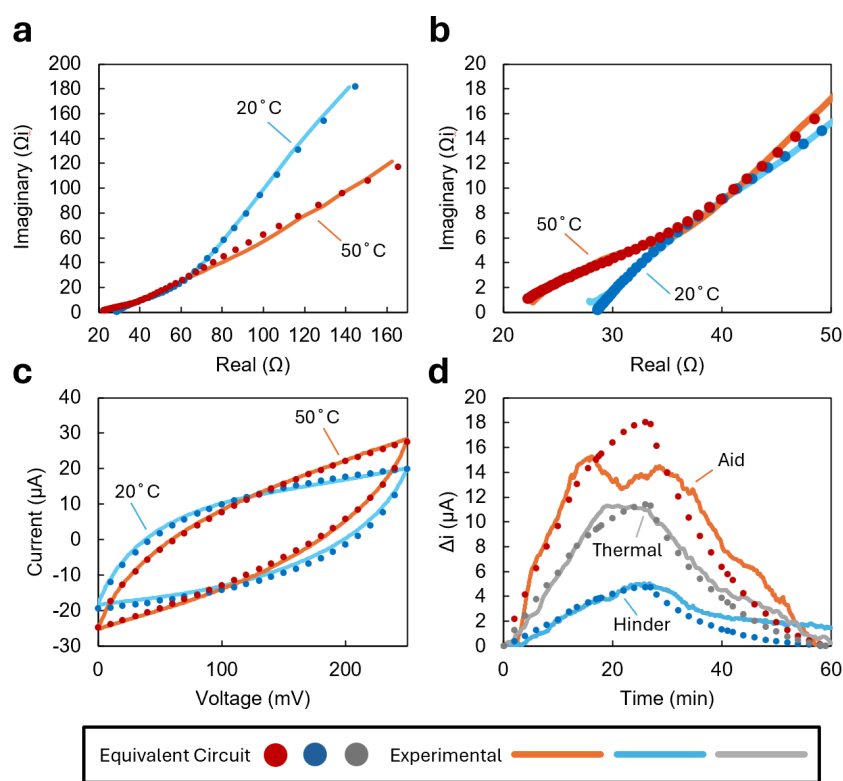 a
200
180
160
140
120
100
80
60
40
20
0
20 40 60 80 100 120 140 160
Imaginary (Ωi)
Real (Ω)
20˚C
50˚C
b
20
18
16
14
12
10
8
6
4
2
0
20 30 40 50
Imaginary (Ωi)
Real (Ω)
50˚C
20˚C
c
40
30
20
10
0
-10
-20
-30
0 100 200
Current (µA)
Voltage (mV)
50˚C
20˚C
d
20
18
16
14
12
10
8
6
4
2
0
0 20 40 60
Δi (µA)
Time (min)
Aid
Thermal
Hinder
Equivalent Circuit Experimental